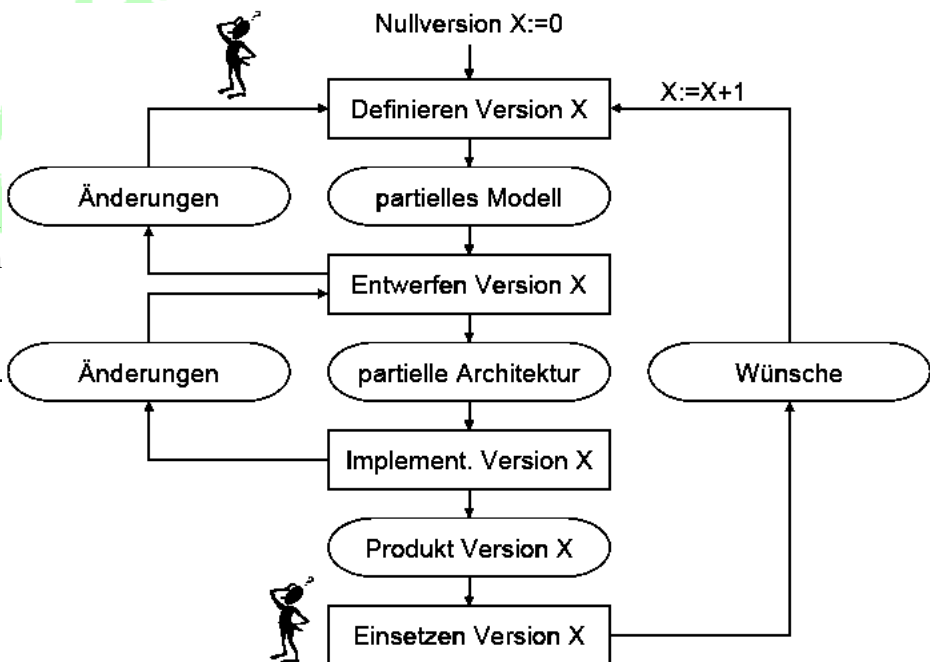 Nullversion X:=0
Definieren Version X
X:=X+1
Änderungen
partielles Modell
Entwerfen Version X
Änderungen
partielle Architektur
Wünsche
Implement. Version X
Produkt Version X
Einsetzen Version X